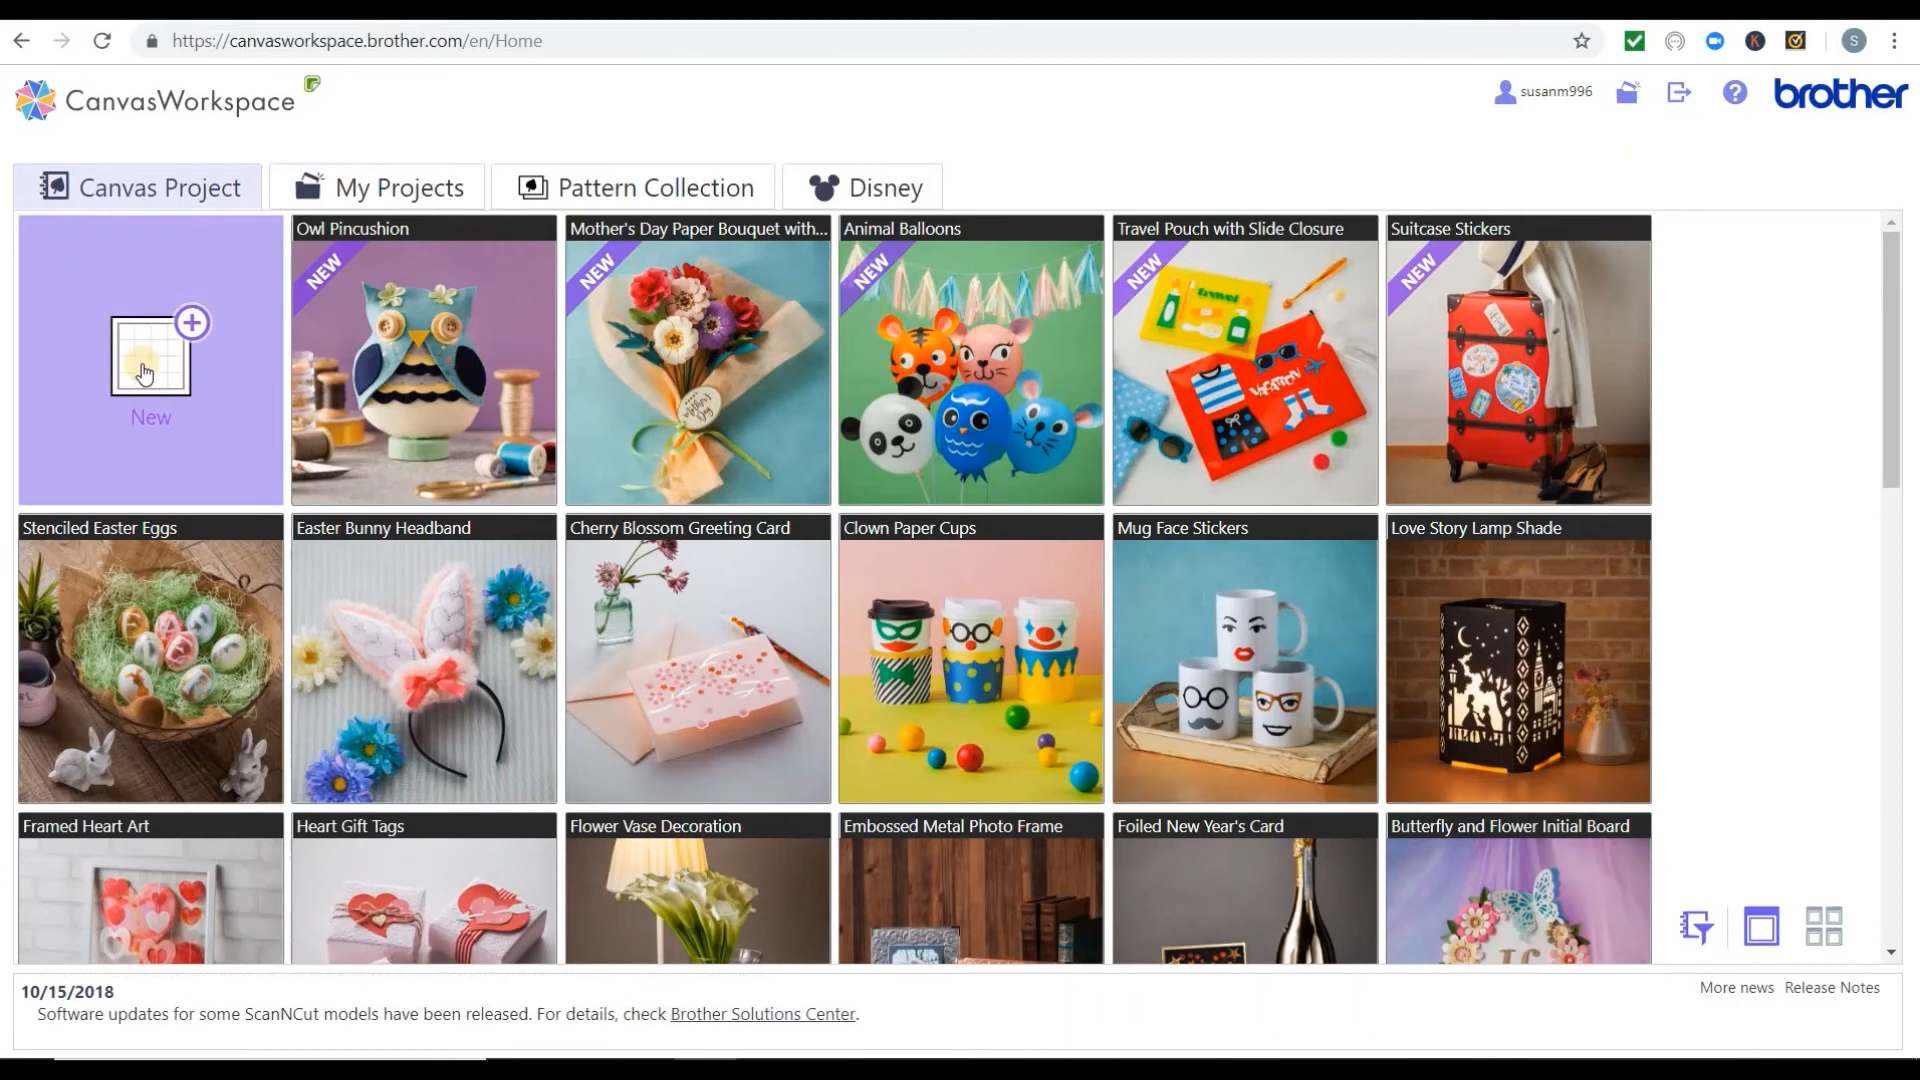 https://canvasworkspace.brother.com/en/Home
S
CanvasWorkspace
susanm996
?
brother
Canvas Project
My Projects
Pattern Collection
Disney
New
Owl Pincushion
NEW
Mother's Day Paper Bouquet with...
NEW
Animal Balloons
NEW
Travel Pouch with Slide Closure
NEW
travel
VACATION
Suitcase Stickers
NEW
Stenciled Easter Eggs
Easter Bunny Headband
Cherry Blossom Greeting Card
Clown Paper Cups
Mug Face Stickers
Love Story Lamp Shade
Framed Heart Art
Heart Gift Tags
Flower Vase Decoration
Embossed Metal Photo Frame
Foiled New Year's Card
Butterfly and Flower Initial Board
10/15/2018
More news Release Notes
Software updates for some ScanNCut models have been released. For details, check Brother Solutions Center.